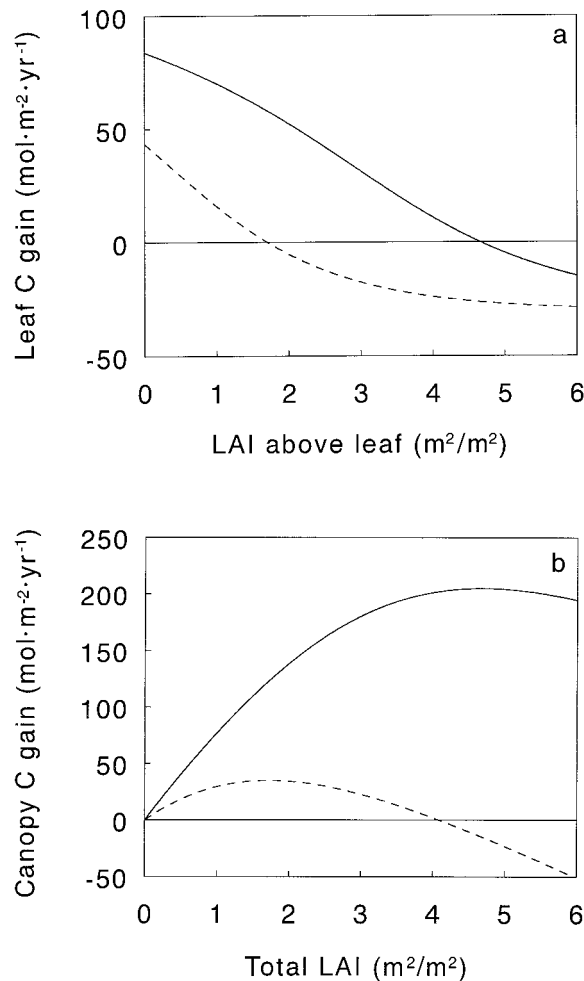 a
Leaf C gain (mol·m⁻²·yr⁻¹)
100
50
0
-50
0 1 2 3 4 5 6
LAI above leaf (m²/m²)
b
Canopy C gain (mol·m⁻²·yr⁻¹)
250
200
150
100
50
0
-50
0 1 2 3 4 5 6
Total LAI (m²/m²)